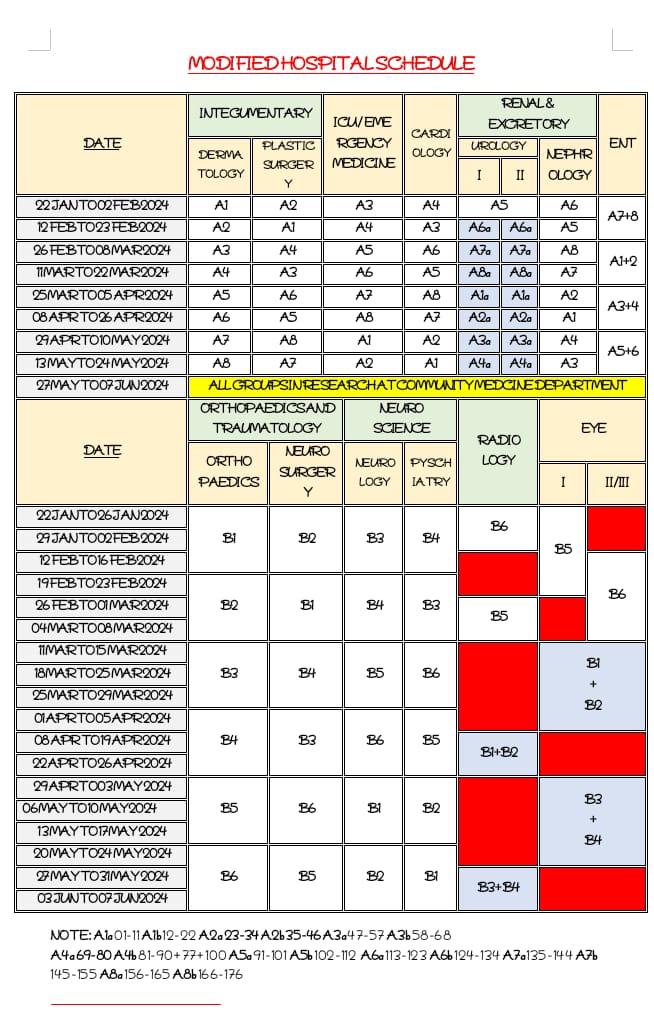 MODIFIED HOSPITAL SCHEDULE
DATE INTEGUMENTARY ICU/EMERGENCY MEDICINE CARDIOLOGY RENAL & EXCRETORY ENT
DERMATOLOGY PLASTIC SURGERY UROLOGY NEPHROLOGY
I II
22 JAN TO 02 FEB 2024 A1 A2 A3 A4 A5 A6 A7+8
12 FEB TO 23 FEB 2024 A2 A1 A4 A3 A6a A6a A5
26 FEB TO 08 MAR 2024 A3 A4 A5 A6 A7a A7a A8 A1+2
11 MAR TO 22 MAR 2024 A4 A3 A6 A5 A8a A8a A7
25 MAR TO 05 APR 2024 A5 A6 A7 A8 A1a A1a A2 A3+4
08 APR TO 26 APR 2024 A6 A5 A8 A7 A2a A2a A1
29 APR TO 10 MAY 2024 A7 A8 A1 A2 A3a A3a A4 A5+6
13 MAY TO 24 MAY 2024 A8 A7 A2 A1 A4a A4a A3
27 MAY TO 07 JUN 2024 ALL GROUPS IN RESEARCH AT COMMUNITY MEDCINE DEPARTMENT
DATE ORTHOPAEDICS AND TRAUMATOLOGY NEURO SCIENCE RADIOLOGY EYE
ORTHOPAEDICS NEUROSURGERY NEUROLOGY PYSCHIATRY I II/III
22 JAN TO 26 JAN 2024 B1 B2 B3 B4 B6 B5
29 JAN TO 02 FEB 2024
12 FEB TO 16 FEB 2024 B6
19 FEB TO 23 FEB 2024 B2 B1 B4 B3
26 FEB TO 01 MAR 2024 B5
04 MAR TO 08 MAR 2024
11 MAR TO 15 MAR 2024 B3 B4 B5 B6 B1 + B2
18 MAR TO 25 MAR 2024
25 MAR TO 29 MAR 2024
01 APR TO 05 APR 2024 B4 B3 B6 B5
08 APR TO 19 APR 2024 B1+B2
22 APR TO 26 APR 2024
29 APR TO 03 MAY 2024 B5 B6 B1 B2 B3 + B4
06 MAY TO 10 MAY 2024
13 MAY TO 17 MAY 2024
20 MAY TO 24 MAY 2024 B6 B5 B2 B1
27 MAY TO 31 MAY 2024 B3+B4
03 JUN TO 07 JUN 2024
NOTE: A1a 01-11 A1b 12-22 A2a 23-34 A2b 35-46 A3a 47-57 A3b 58-68
A4a 69-80 A4b 81-90+77+100 A5a 91-101 A5b 102-112 A6a 113-123 A6b 124-134 A7a 135-144 A7b
145-155 A8a 156-165 A8b 166-176